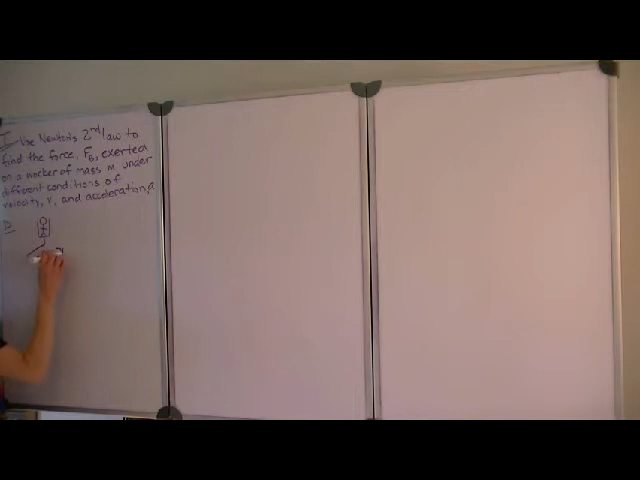 I Use Newton's 2nd law to
find the force, FB, exerted
on a worker of mass m under
different conditions of
velocity, v, and acceleration, a
D